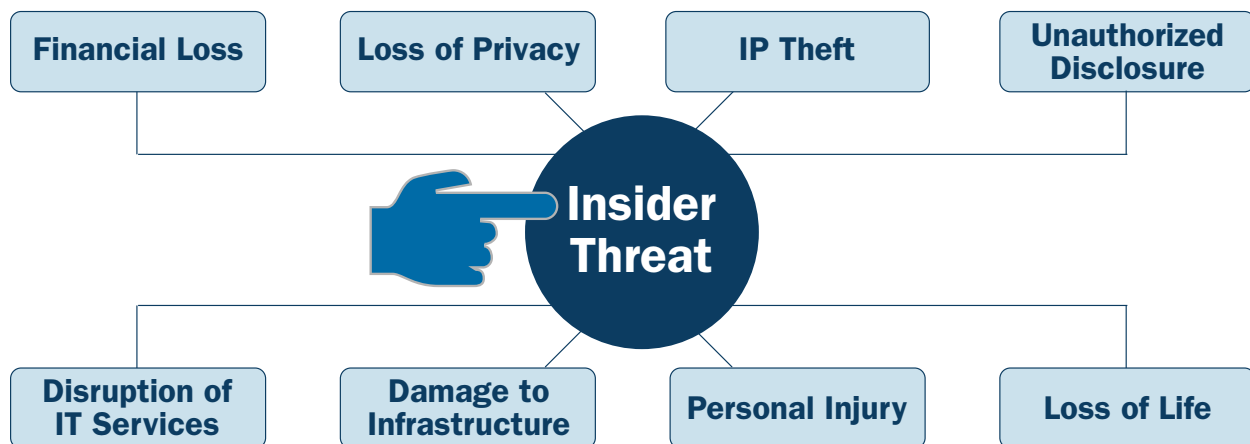 Financial Loss
Loss of Privacy
IP Theft
Unauthorized
Disclosure
Insider
Threat
Disruption of
IT Services
Damage to
Infrastructure
Personal Injury
Loss of Life